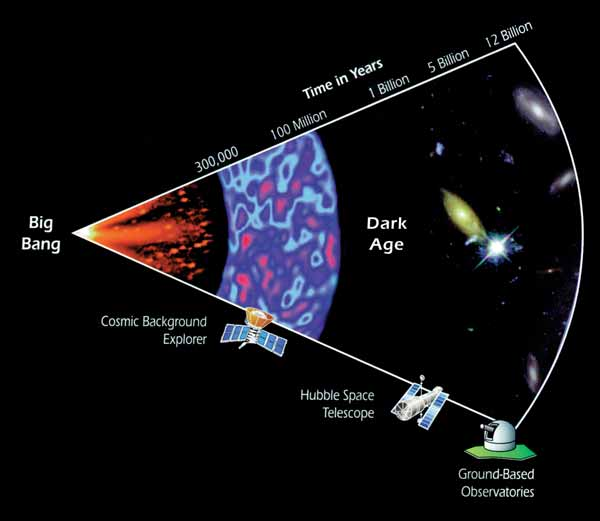 Time in Years
300,000
100 Million
1 Billion
5 Billion
12 Billion
Big
Bang
Dark
Age
Cosmic Background
Explorer
Hubble Space
Telescope
Ground-Based
Observatories